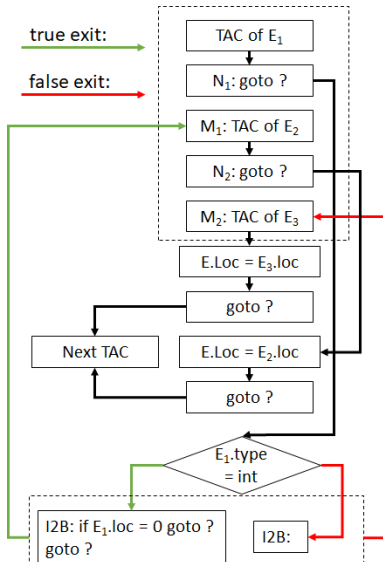 true exit:
false exit:
TAC of E₁
N₁: goto ?
M₁: TAC of E₂
N₂: goto ?
M₂: TAC of E₃
E.Loc = E₃.loc
goto ?
Next TAC
E.Loc = E₂.loc
goto ?
E₁.type
= int
I2B: if E₁.loc = 0 goto ?
goto ?
I2B: